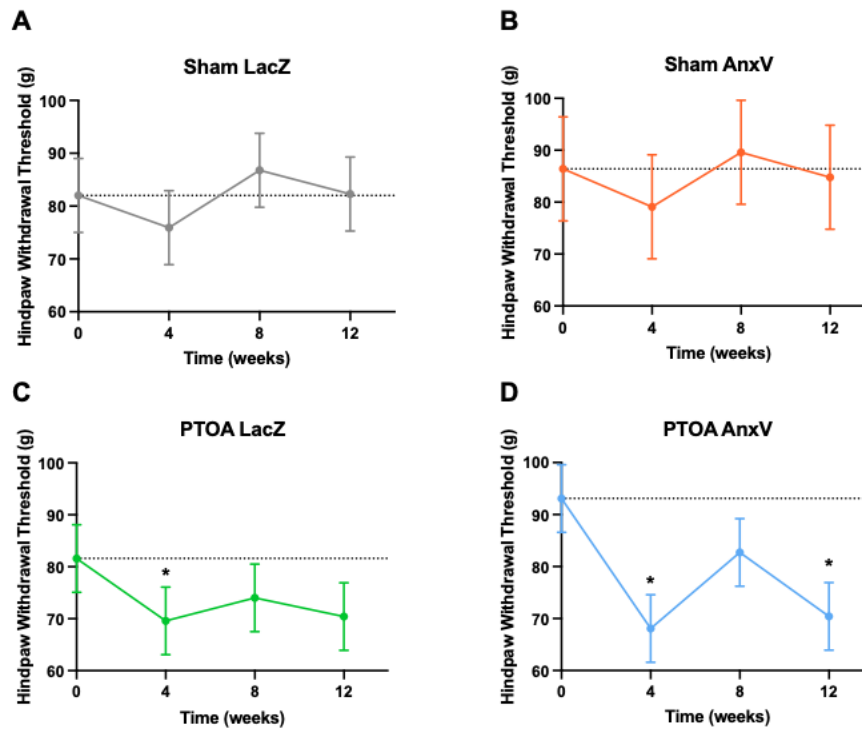 A
Sham LacZ
Hindpaw Withdrawal Threshold (g)
100
90
80
70
60
0 4 8 12
Time (weeks)
B
Sham AnxV
Hindpaw Withdrawal Threshold (g)
100
90
80
70
60
0 4 8 12
Time (weeks)
C
PTOA LacZ
Hindpaw Withdrawal Threshold (g)
100
90
80
70
60
*
0 4 8 12
Time (weeks)
D
PTOA AnxV
Hindpaw Withdrawal Threshold (g)
100
90
80
70
60
* *
0 4 8 12
Time (weeks)